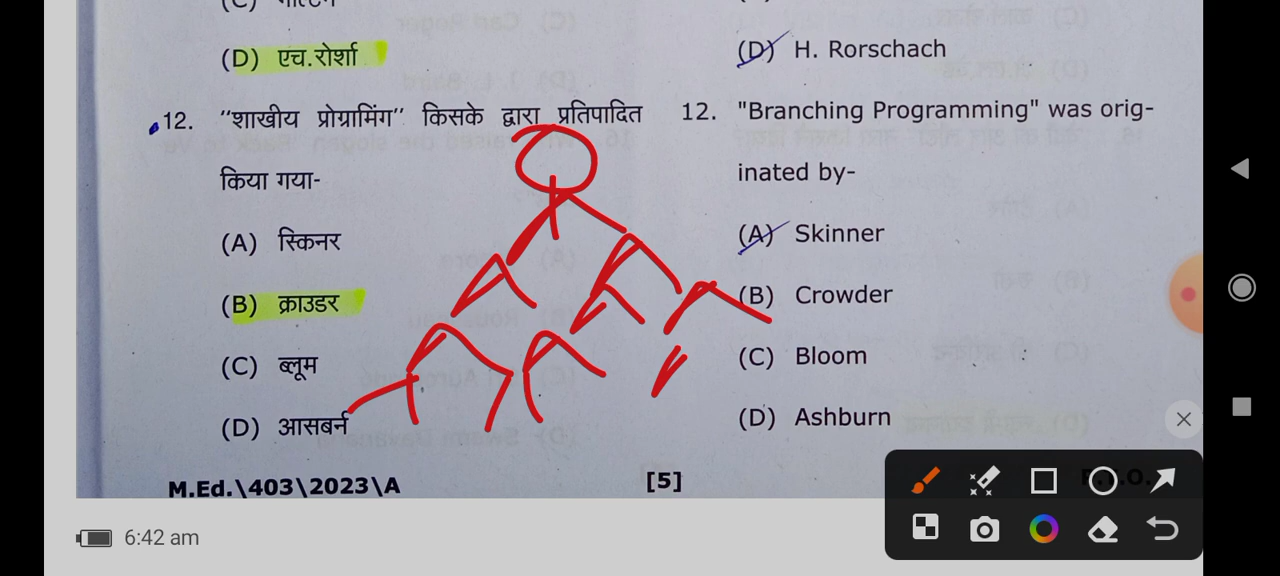 (D) एच.रोर्शा
(D) H. Rorschach
12. "शाखीय प्रोग्रामिंग" किसके द्वारा प्रतिपादित
किया गया-
(A) स्किनर
(B) क्राउडर
(C) ब्लूम
(D) आसबर्न
12. "Branching Programming" was orig-
inated by-
(A) Skinner
(B) Crowder
(C) Bloom
(D) Ashburn
M.Ed.\403\2023\A
[5]
6:42 am